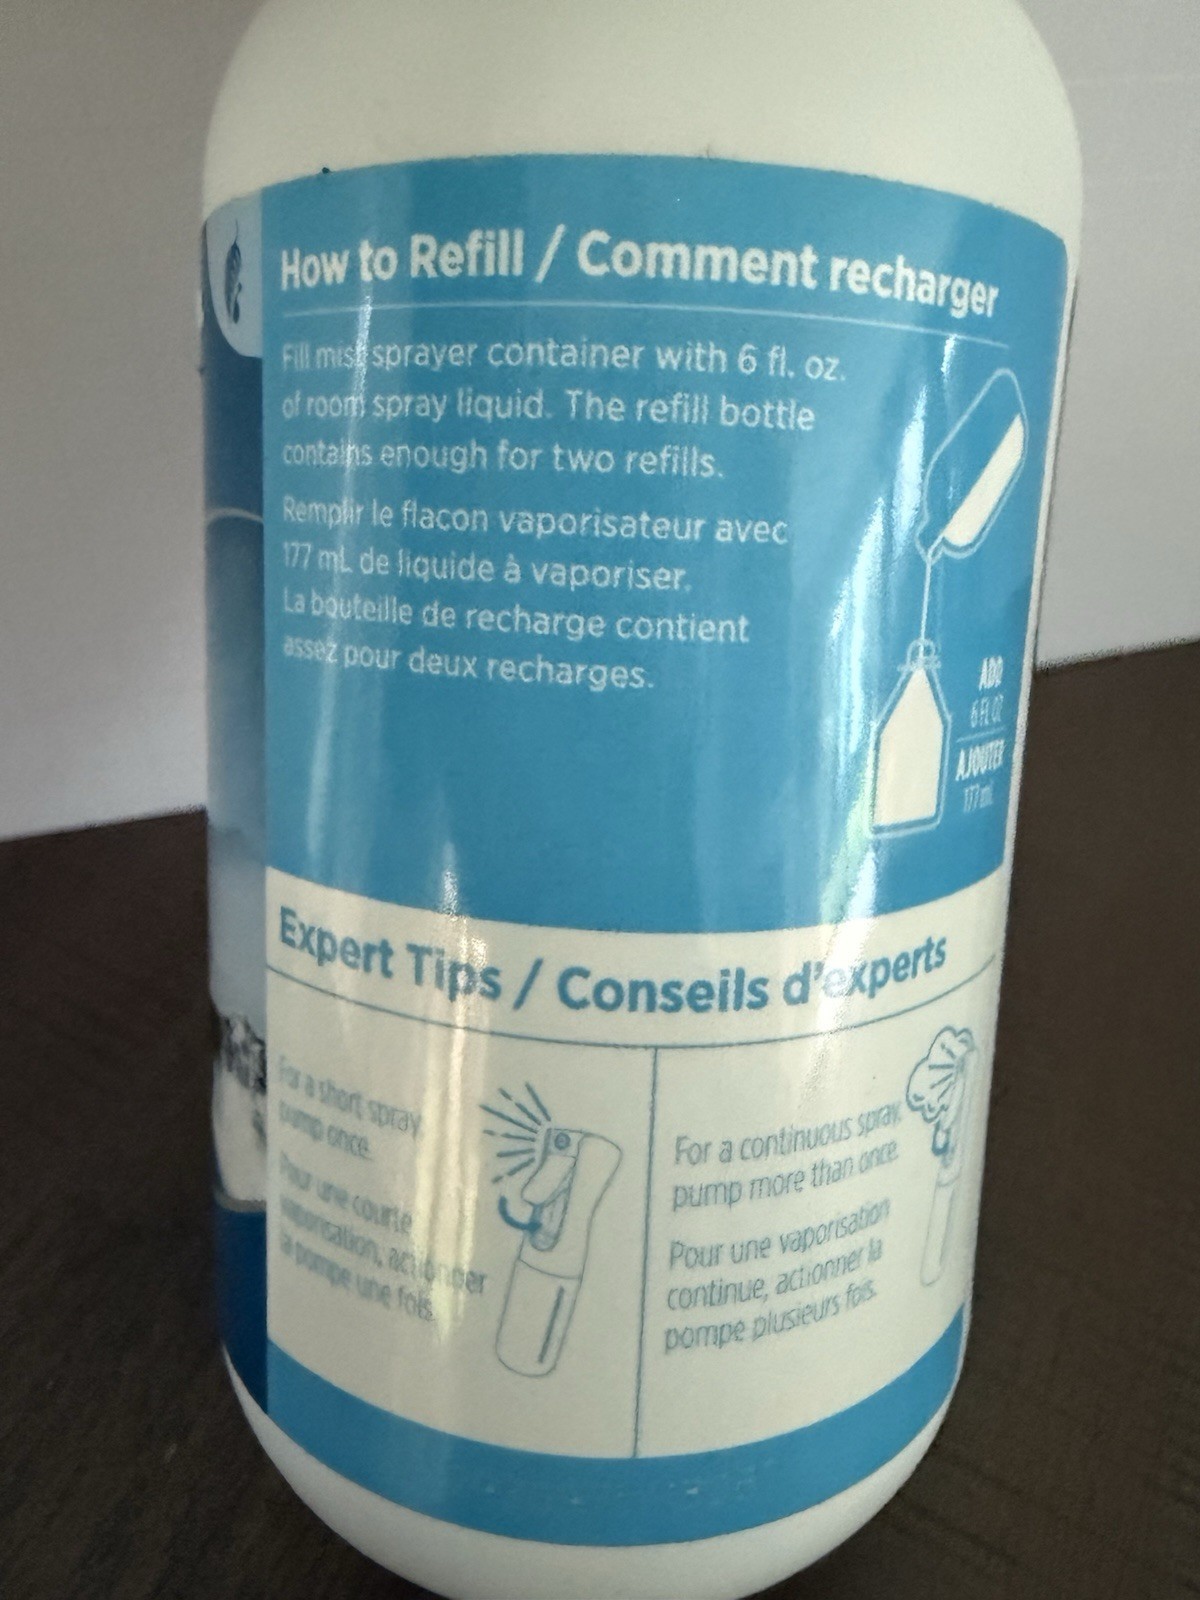 How to Refill / Comment recharger
Fill mist sprayer container with 6 fl. oz.
of room spray liquid. The refill bottle
contains enough for two refills.
Remplir le flacon vaporisateur avec
177 mL de liquide à vaporiser.
La bouteille de recharge contient
assez pour deux recharges.
ADD
6 FL OZ
AJOUTER
177 mL
Expert Tips / Conseils d'experts
For a short spray,
pump once.
Pour une courte
vaporisation, actionner
la pompe une fois.
For a continuous spray,
pump more than once.
Pour une vaporisation
continue, actionner la
pompe plusieurs fois.